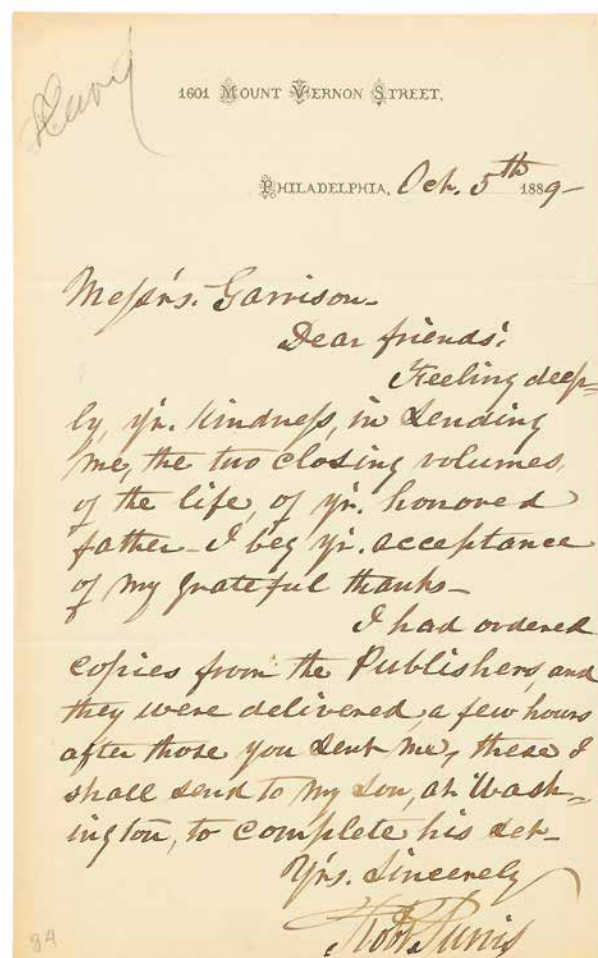 1601 MOUNT VERNON STREET,
PHILADELPHIA, Oct. 5th 1889-
Messrs. Garrison-
Dear friends;
Feeling deep=
ly, yr. kindness, in sending
me, the two closing volumes,
of the life, of yr. honored
father- I beg yr. acceptance
of my grateful thanks-
I had ordered
copies from the Publishers, and
they were delivered a few hours
after those you sent me, these I
shall send to my son, at Wash=
ington, to complete his set-
Yrs. Sincerely
Robt Purvis
84